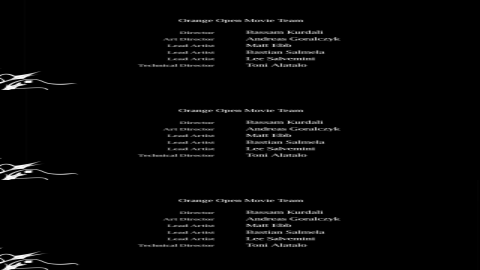 Orange Open Movie Team
Director Bassam Kurdali
Art Director Andreas Goralczyk
Lead Artist Matt Ebb
Lead Artist Bastian Salmela
Lead Artist Lee Salvemini
Technical Director Toni Alatalo
Orange Open Movie Team
Director Bassam Kurdali
Art Director Andreas Goralczyk
Lead Artist Matt Ebb
Lead Artist Bastian Salmela
Lead Artist Lee Salvemini
Technical Director Toni Alatalo
Orange Open Movie Team
Director Bassam Kurdali
Art Director Andreas Goralczyk
Lead Artist Matt Ebb
Lead Artist Bastian Salmela
Lead Artist Lee Salvemini
Technical Director Toni Alatalo